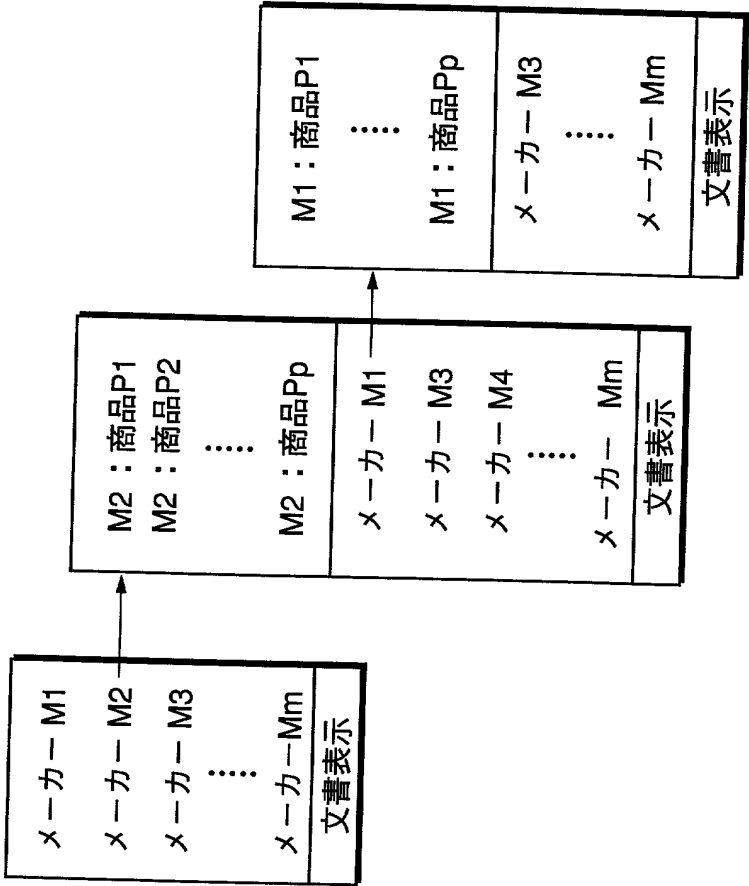 メーカー M1
メーカー M2
メーカー M3
……
メーカー Mm
文書表示
M2 : 商品P1
M2 : 商品P2
……
M2 : 商品Pp
メーカー M1
メーカー M3
メーカー M4
……
メーカー Mm
文書表示
M1 : 商品P1
……
M1 : 商品Pp
メーカー M3
……
メーカー Mm
文書表示